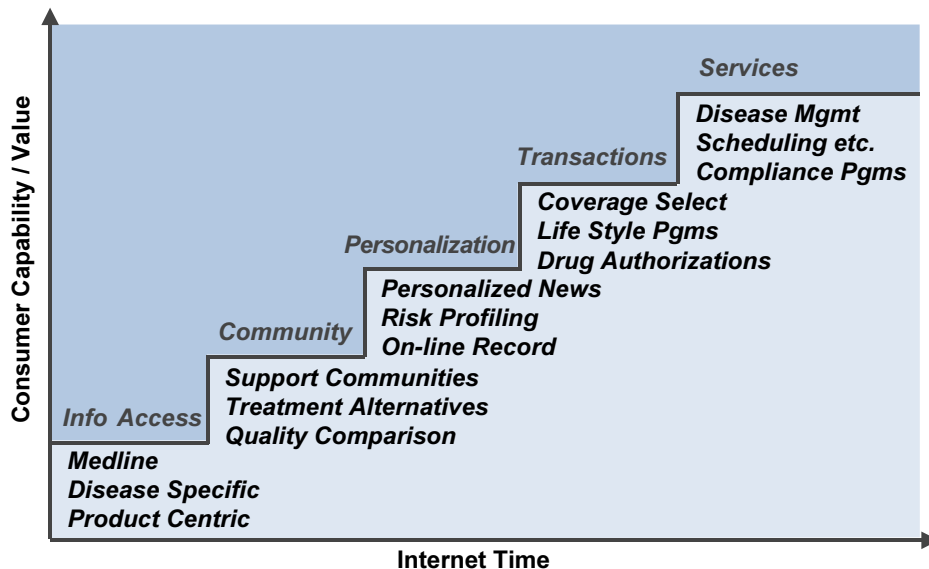 Services
Disease Mgmt
Scheduling etc.
Compliance Pgms
Transactions
Coverage Select
Life Style Pgms
Drug Authorizations
Personalization
Personalized News
Risk Profiling
On-line Record
Community
Support Communities
Treatment Alternatives
Quality Comparison
Info Access
Medline
Disease Specific
Product Centric
Consumer Capability / Value
Internet Time